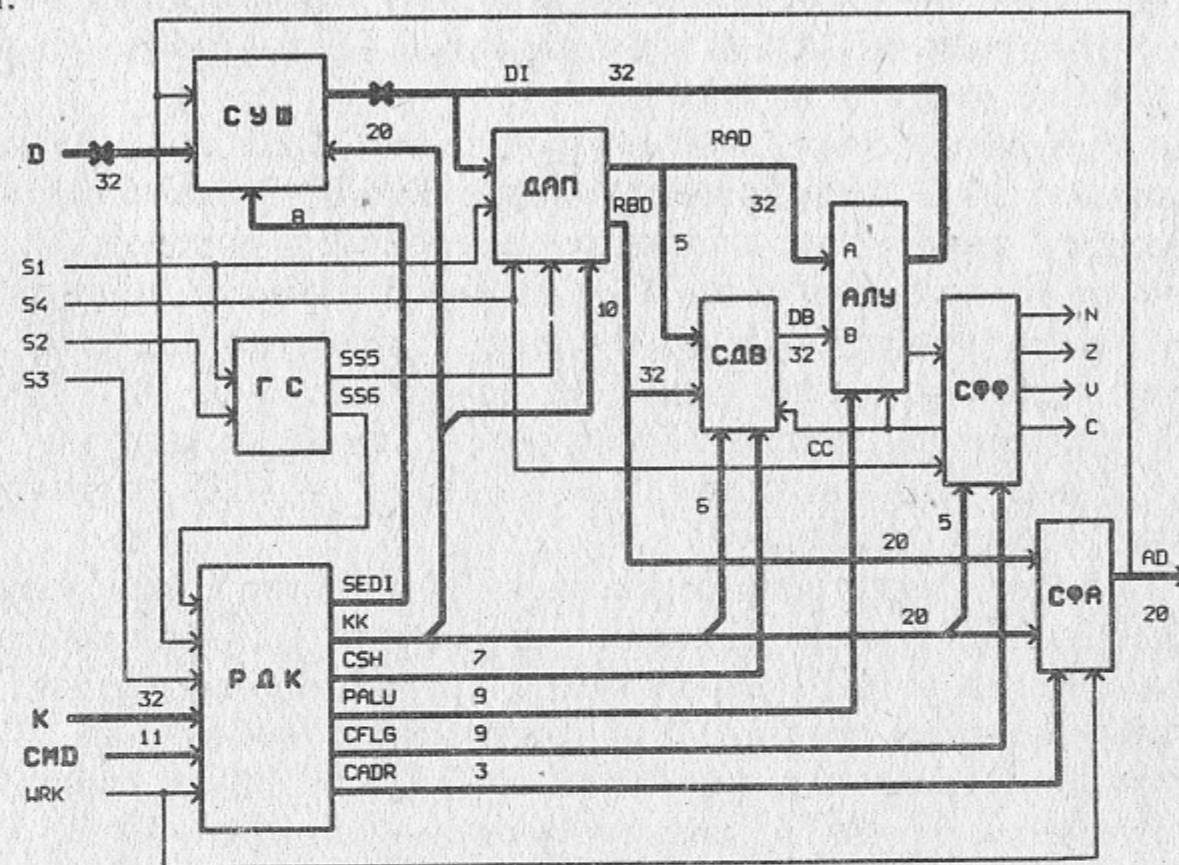 DI 32
СУШ
20
RAD
D
32
ДАП
RBD
32
8
5
A
S1
АЛУ
S4
10
DB
N
S2
СДВ
B
32
Z
SS5
S3
ГС
32
СФФ
V
SS6
C
CC
6
5
20
AD
SEDI
СФА
KK
20
20
CSH 7
РДК
PALU 9
32
K
CFLG 9
11
CMD
CADR 3
WRK